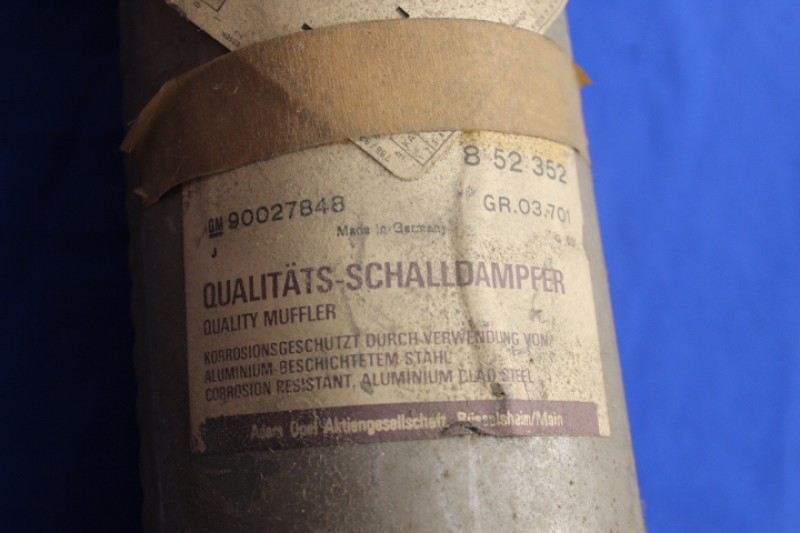 8 52 352
GM 90027848
GR.03.701
Made in Germany
J
QUALITÄTS-SCHALLDÄMPFER
QUALITY MUFFLER
KORROSIONSGESCHÜTZT DURCH VERWENDUNG VON
ALUMINIUM-BESCHICHTETEM STAHL
CORROSION RESISTANT, ALUMINIUM CLAD STEEL
Adam Opel Aktiengesellschaft, Rüsselsheim/Main